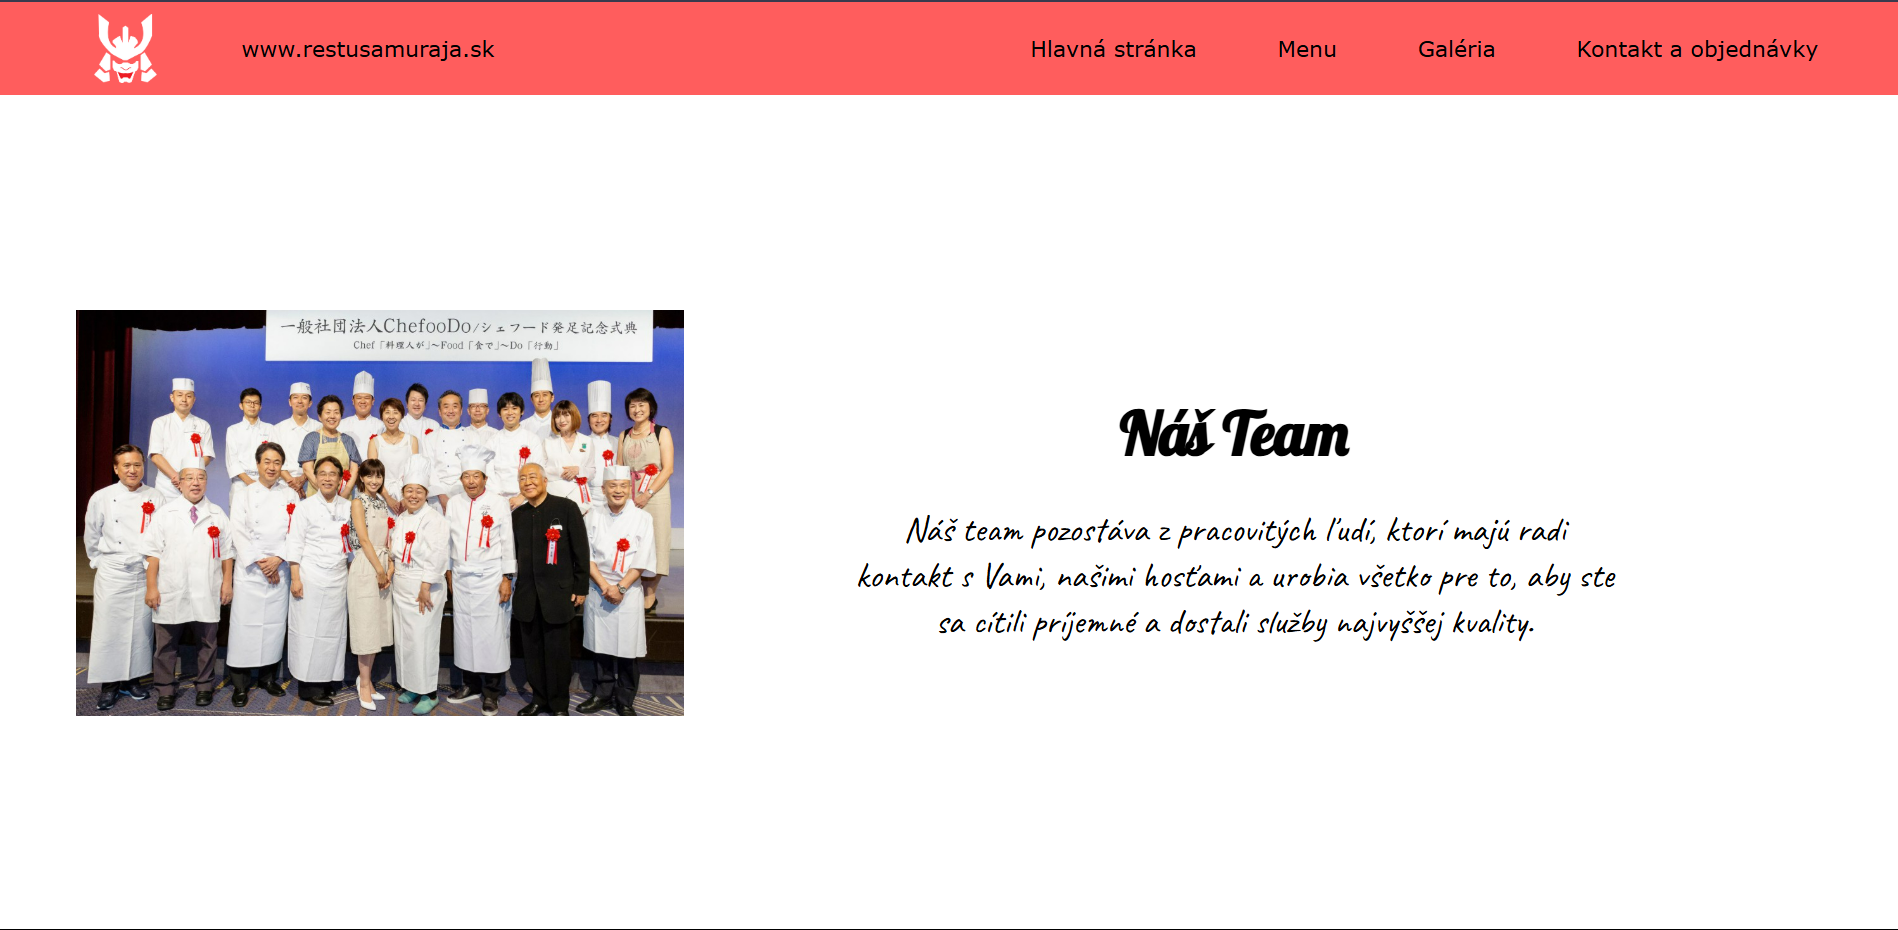 www.restusamuraja.sk
Hlavná stránka
Menu
Galéria
Kontakt a objednávky
一般社団法人ChefooDo/シェフード発足記念式典
Chef「料理人が」~Food「食で」~Do「行動」
Náš Team
Náš team pozostáva z pracovitých ľudí, ktorí majú radi
kontakt s Vami, našimi hosťami a urobia všetko pre to, aby ste
sa cítili príjemné a dostali služby najvyššej kvality.